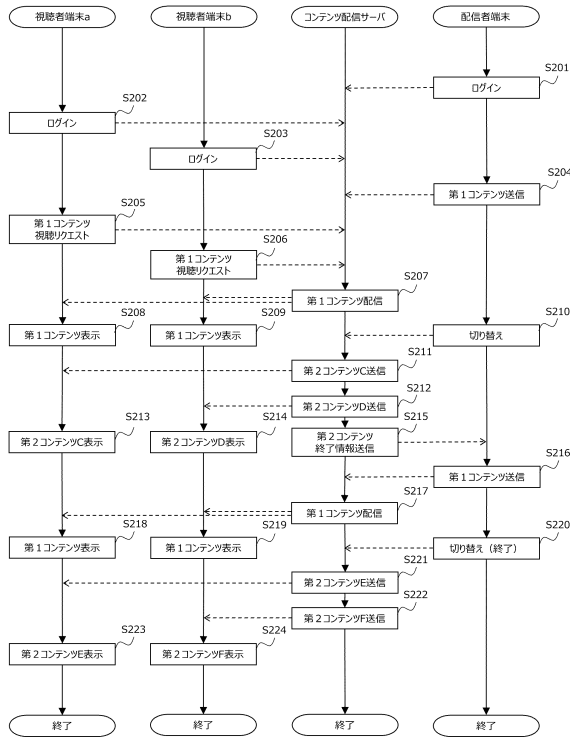 視聴者端末a
視聴者端末b
コンテンツ配信サーバ
配信者端末
S201
ログイン
S202
ログイン
S203
ログイン
S204
第1コンテンツ送信
S205
第1コンテンツ
視聴リクエスト
S206
第1コンテンツ
視聴リクエスト
S207
第1コンテンツ配信
S208
第1コンテンツ表示
S209
第1コンテンツ表示
S210
切り替え
S211
第2コンテンツC送信
S212
第2コンテンツD送信
S213
第2コンテンツC表示
S214
第2コンテンツD表示
S215
第2コンテンツ
終了情報送信
S216
第1コンテンツ送信
S217
第1コンテンツ配信
S218
第1コンテンツ表示
S219
第1コンテンツ表示
S220
切り替え（終了）
S221
第2コンテンツE送信
S222
第2コンテンツF送信
S223
第2コンテンツE表示
S224
第2コンテンツF表示
終了
終了
終了
終了